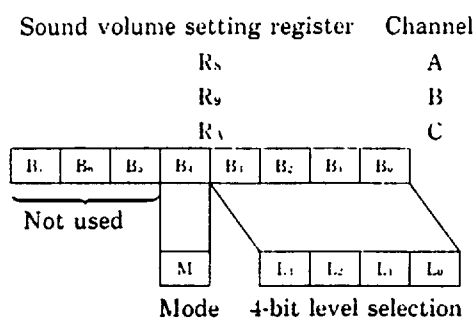 Sound volume setting register Channel
R8 A
R9 B
RA C
B7 B6 B5 B4 B3 B2 B1 B0
Not used
M L3 L2 L1 L0
Mode 4-bit level selection